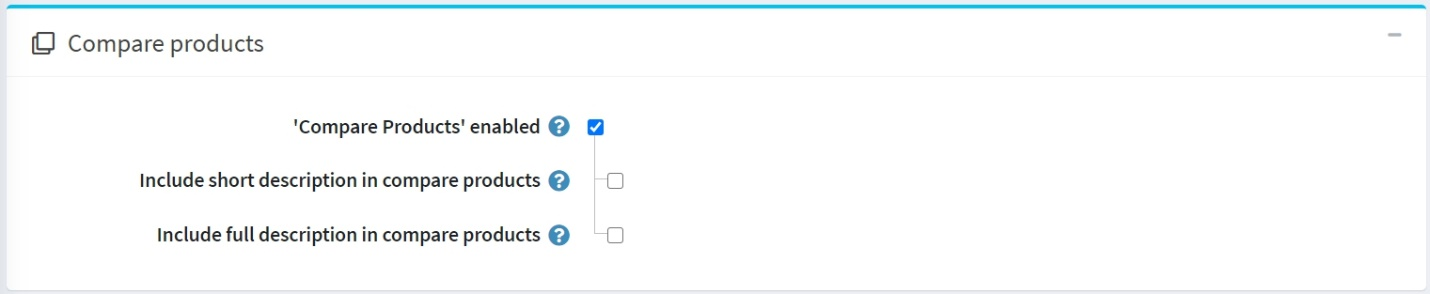 Compare products
'Compare Products' enabled
Include short description in compare products
Include full description in compare products